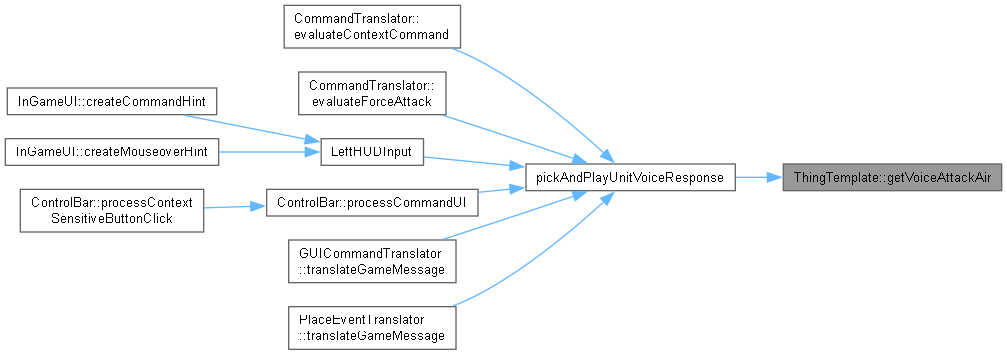 CommandTranslator::
evaluateContextCommand
CommandTranslator::
evaluateForceAttack
InGameUI::createCommandHint
InGameUI::createMouseoverHint
LeftHUDInput
pickAndPlayUnitVoiceResponse
ThingTemplate::getVoiceAttackAir
ControlBar::processContext
SensitiveButtonClick
ControlBar::processCommandUI
GUICommandTranslator
::translateGameMessage
PlaceEventTranslator
::translateGameMessage